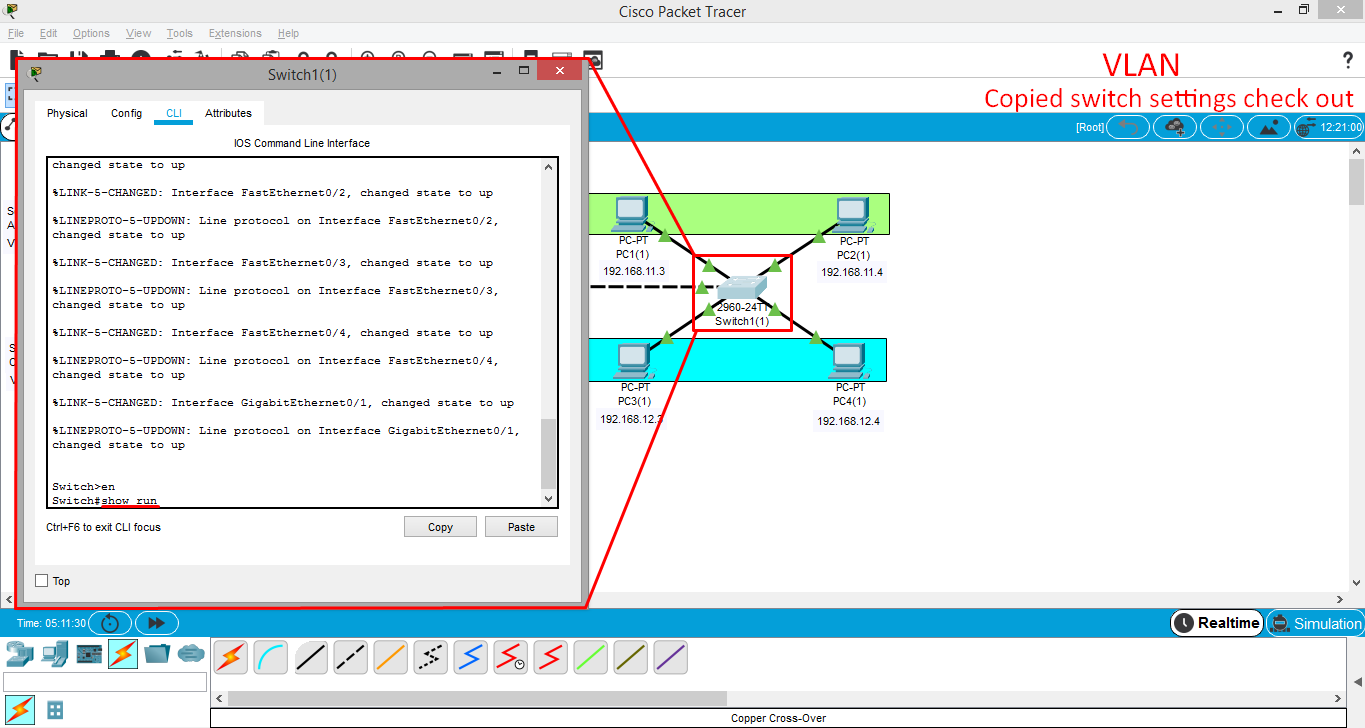 Cisco Packet Tracer
File Edit Options View Tools Extensions Help
VLAN
Copied switch settings check out
[Root]
12:21:00
Switch1(1)
Physical Config CLI Attributes
IOS Command Line Interface
changed state to up
%LINK-5-CHANGED: Interface FastEthernet0/2, changed state to up
%LINEPROTO-5-UPDOWN: Line protocol on Interface FastEthernet0/2,
changed state to up
%LINK-5-CHANGED: Interface FastEthernet0/3, changed state to up
%LINEPROTO-5-UPDOWN: Line protocol on Interface FastEthernet0/3,
changed state to up
%LINK-5-CHANGED: Interface FastEthernet0/4, changed state to up
%LINEPROTO-5-UPDOWN: Line protocol on Interface FastEthernet0/4,
changed state to up
%LINK-5-CHANGED: Interface GigabitEthernet0/1, changed state to up
%LINEPROTO-5-UPDOWN: Line protocol on Interface GigabitEthernet0/1,
changed state to up
Switch>en
Switch#show run
Ctrl+F6 to exit CLI focus
Copy Paste
Top
PC-PT
PC1(1)
192.168.11.3
PC-PT
PC2(1)
192.168.11.4
2960-24TT
Switch1(1)
PC-PT
PC3(1)
192.168.12.3
PC-PT
PC4(1)
192.168.12.4
Time: 05:11:30
Realtime
Simulation
Copper Cross-Over